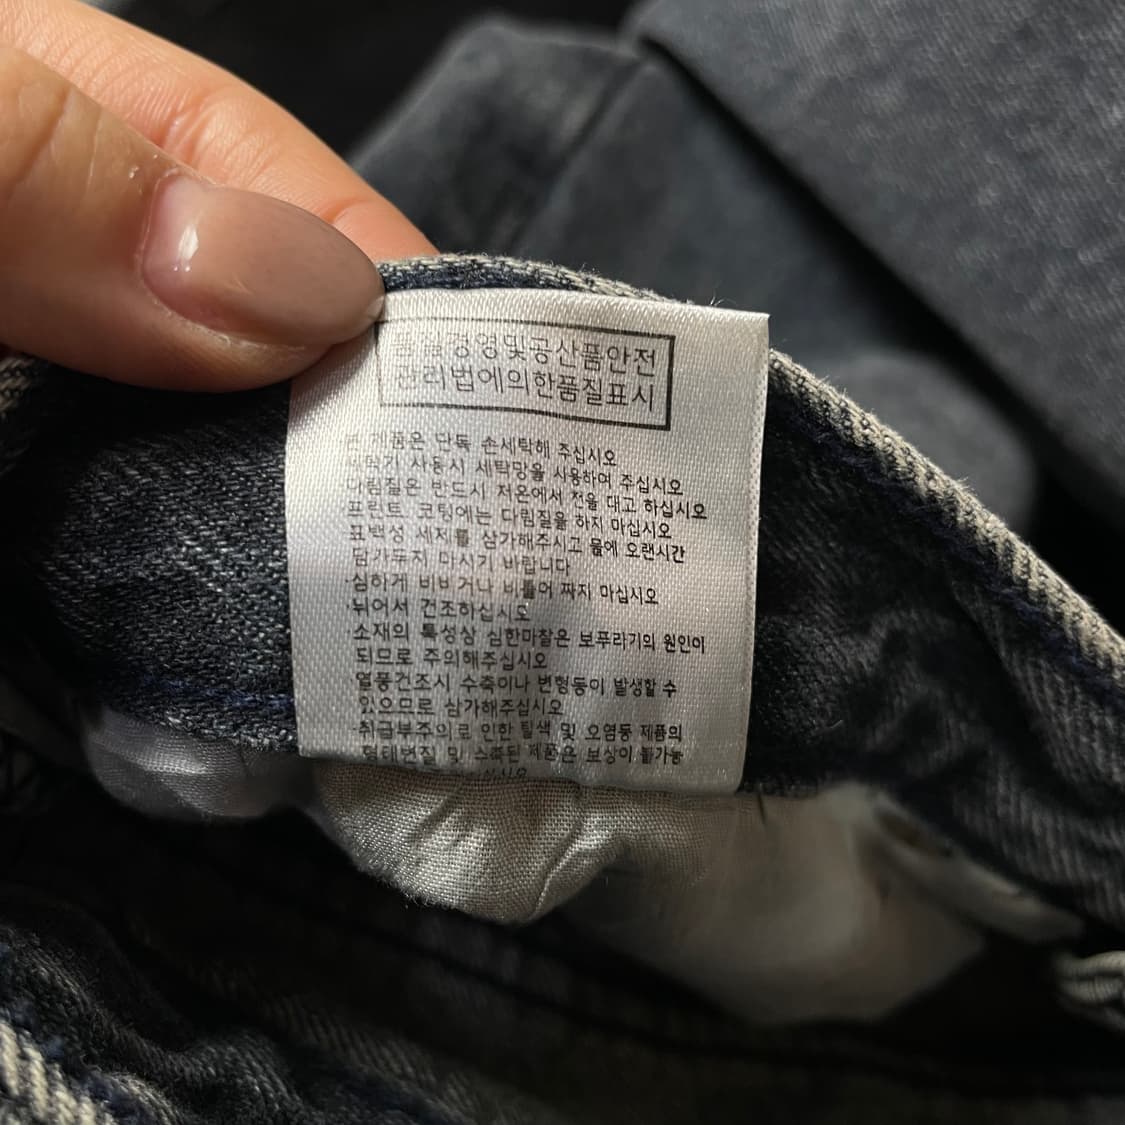 경영및공산품안전
관리법에의한품질표시
제품은 단독 손세탁해 주십시오
사용시 세탁망을 사용하여 주십시오
다림질은 반드시 저온에서 천을 대고 하십시오
프린트 코팅에는 다림질을 하지 마십시오
표백성 세제를 삼가해주시고 물에 오랜시간
담가두지 마시기 바랍니다
·심하게 비비거나 비틀어 짜지 마십시오
·뉘어서 건조하십시오
·소재의 특성상 심한마찰은 보푸라기의 원인이
되므로 주의해주십시오
·열풍건조시 수축이나 변형등이 발생할 수
있으므로 삼가해주십시오
·취급부주의로 인한 탈색 및 오염등 제품의
형태변질 및 제품은 보상이 불가능